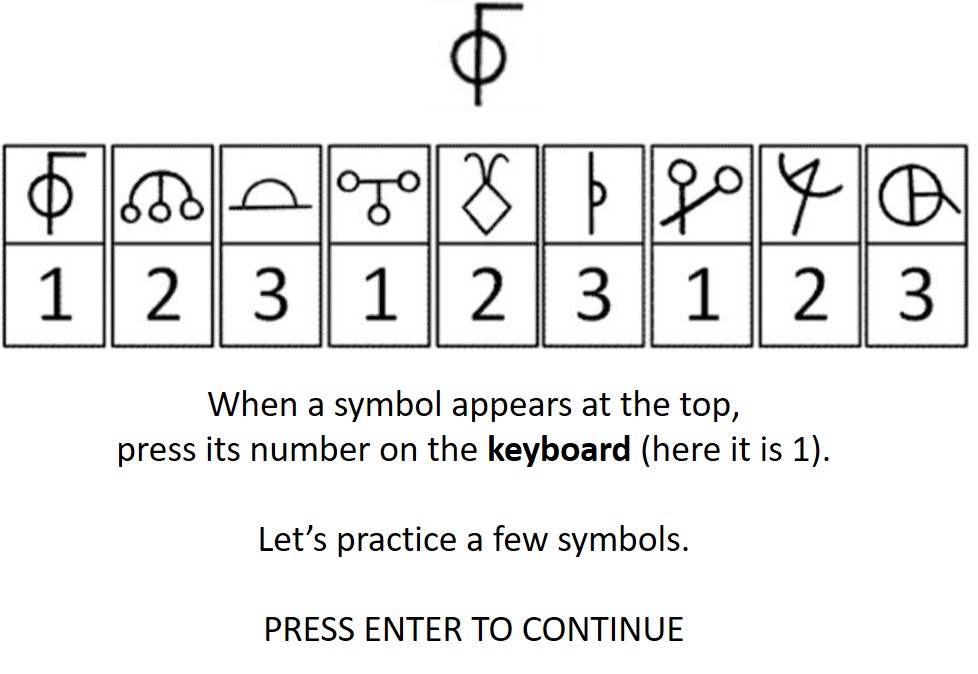 1 2 3 1 2 3 1 2 3
When a symbol appears at the top,
press its number on the keyboard (here it is 1).
Let’s practice a few symbols.
PRESS ENTER TO CONTINUE